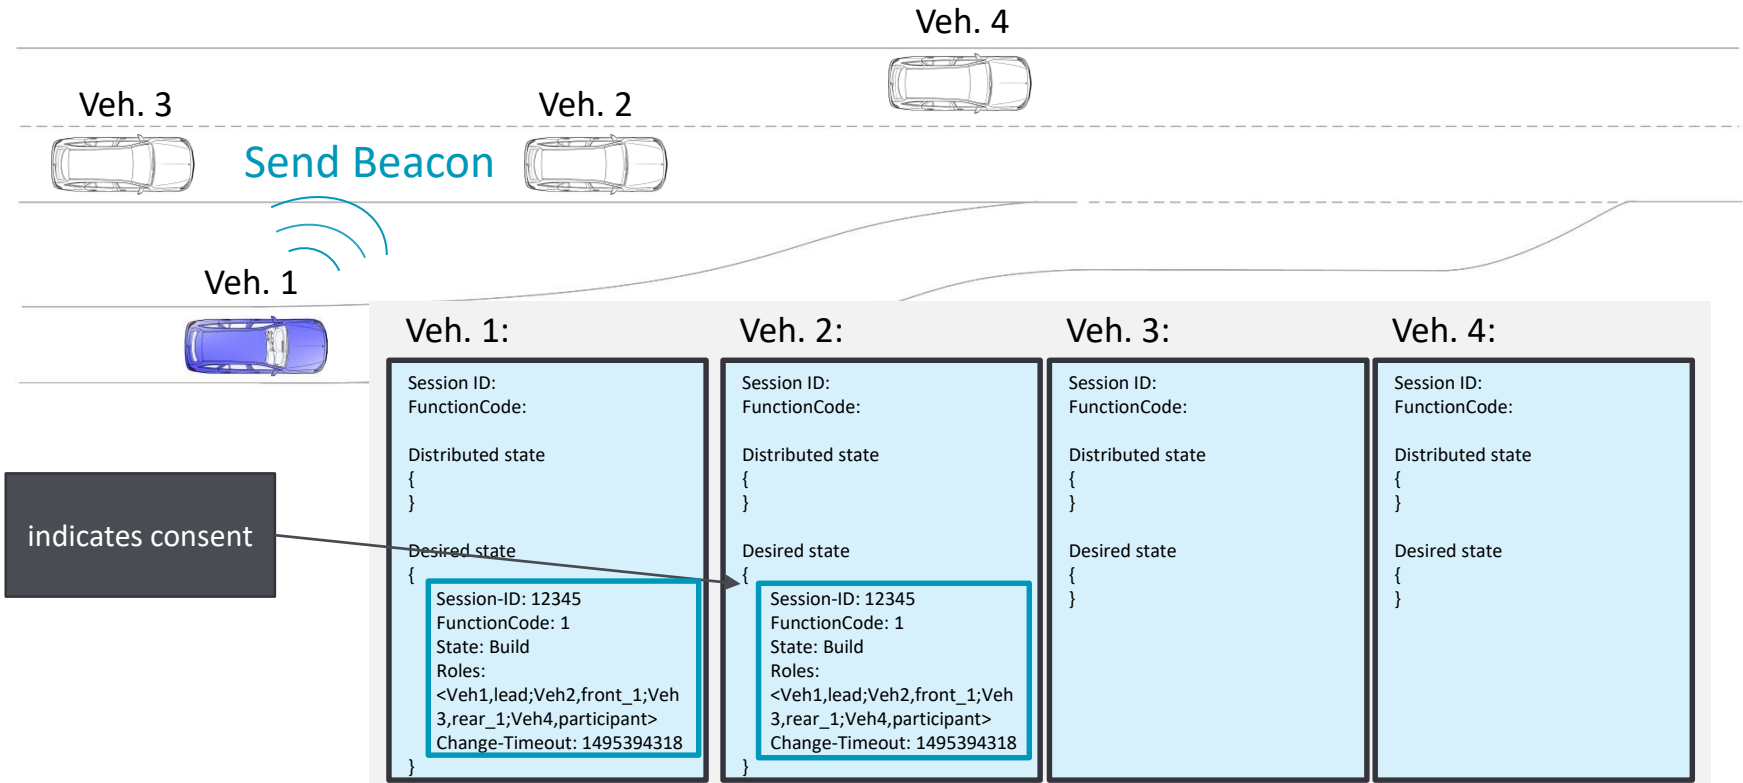 Veh. 4
Veh. 3
Veh. 2
Send Beacon
Veh. 1
indicates consent
Veh. 1:
Session ID:
FunctionCode:
Distributed state
{
}
Desired state
{
Session-ID: 12345
FunctionCode: 1
State: Build
Roles:
<Veh1,lead;Veh2,front_1;Veh
3,rear_1;Veh4,participant>
Change-Timeout: 1495394318
}
Veh. 2:
Session ID:
FunctionCode:
Distributed state
{
}
Desired state
{
Session-ID: 12345
FunctionCode: 1
State: Build
Roles:
<Veh1,lead;Veh2,front_1;Veh
3,rear_1;Veh4,participant>
Change-Timeout: 1495394318
}
Veh. 3:
Session ID:
FunctionCode:
Distributed state
{
}
Desired state
{
}
Veh. 4:
Session ID:
FunctionCode:
Distributed state
{
}
Desired state
{
}